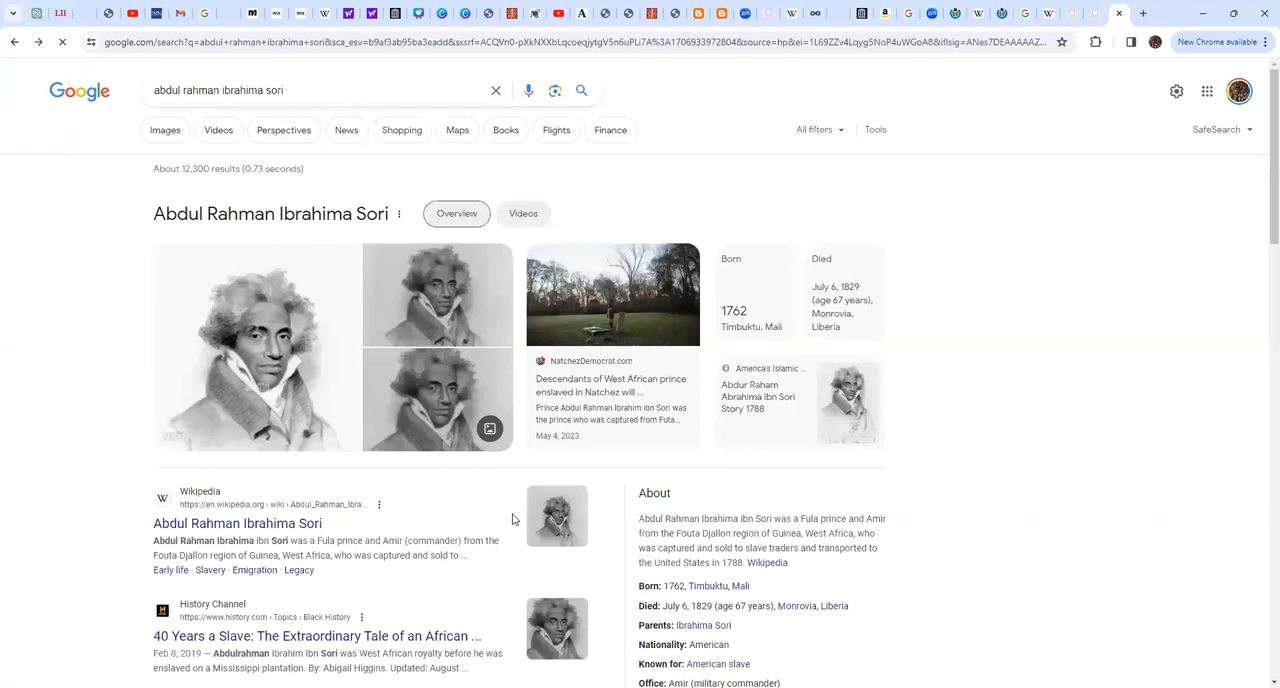 New Chrome available
google.com/search?q=abdul+rahman+ibrahima+sori&sca_esv=b9af3ab95ba3eadd&sxsrf=ACQVn0-pXkNXXbLqcoeqjytgV5n6uPLi7A%3A1706933972804&source=hp&ei=1L69ZZv4Lqyg5NoP4uWGoA8&iflsig=ANes7DEAAAAAZ...
Google
abdul rahman ibrahima sori
Images Videos Perspectives News Shopping Maps Books Flights Finance All filters Tools SafeSearch
About 12,300 results (0.73 seconds)
Abdul Rahman Ibrahima Sori Overview Videos
Born
1762
Timbuktu, Mali
Died
July 6, 1829
(age 67 years),
Monrovia,
Liberia
NatchezDemocrat.com
Descendants of West African prince
enslaved in Natchez will ...
Prince Abdul Rahman Ibrahim ibn Sori was
the prince who was captured from Futa...
May 4, 2023
America's Islamic ...
Abdur Raham
Abrahima ibn Sori
Story 1788
Wikipedia
https://en.wikipedia.org › wiki › Abdul_Rahman_Ibra...
Abdul Rahman Ibrahima Sori
Abdul Rahman Ibrahima ibn Sori was a Fula prince and Amir (commander) from the
Fouta Djallon region of Guinea, West Africa, who was captured and sold to ...
Early life · Slavery · Emigration · Legacy
History Channel
https://www.history.com › Topics › Black History
40 Years a Slave: The Extraordinary Tale of an African ...
Feb 8, 2019 — Abdulrahman Ibrahim Ibn Sori was West African royalty before he was
enslaved on a Mississippi plantation. By: Abigail Higgins. Updated: August ...
About
Abdul Rahman Ibrahima ibn Sori was a Fula prince and Amir
from the Fouta Djallon region of Guinea, West Africa, who
was captured and sold to slave traders and transported to
the United States in 1788. Wikipedia
Born: 1762, Timbuktu, Mali
Died: July 6, 1829 (age 67 years), Monrovia, Liberia
Parents: Ibrahima Sori
Nationality: American
Known for: American slave
Office: Amir (military commander)